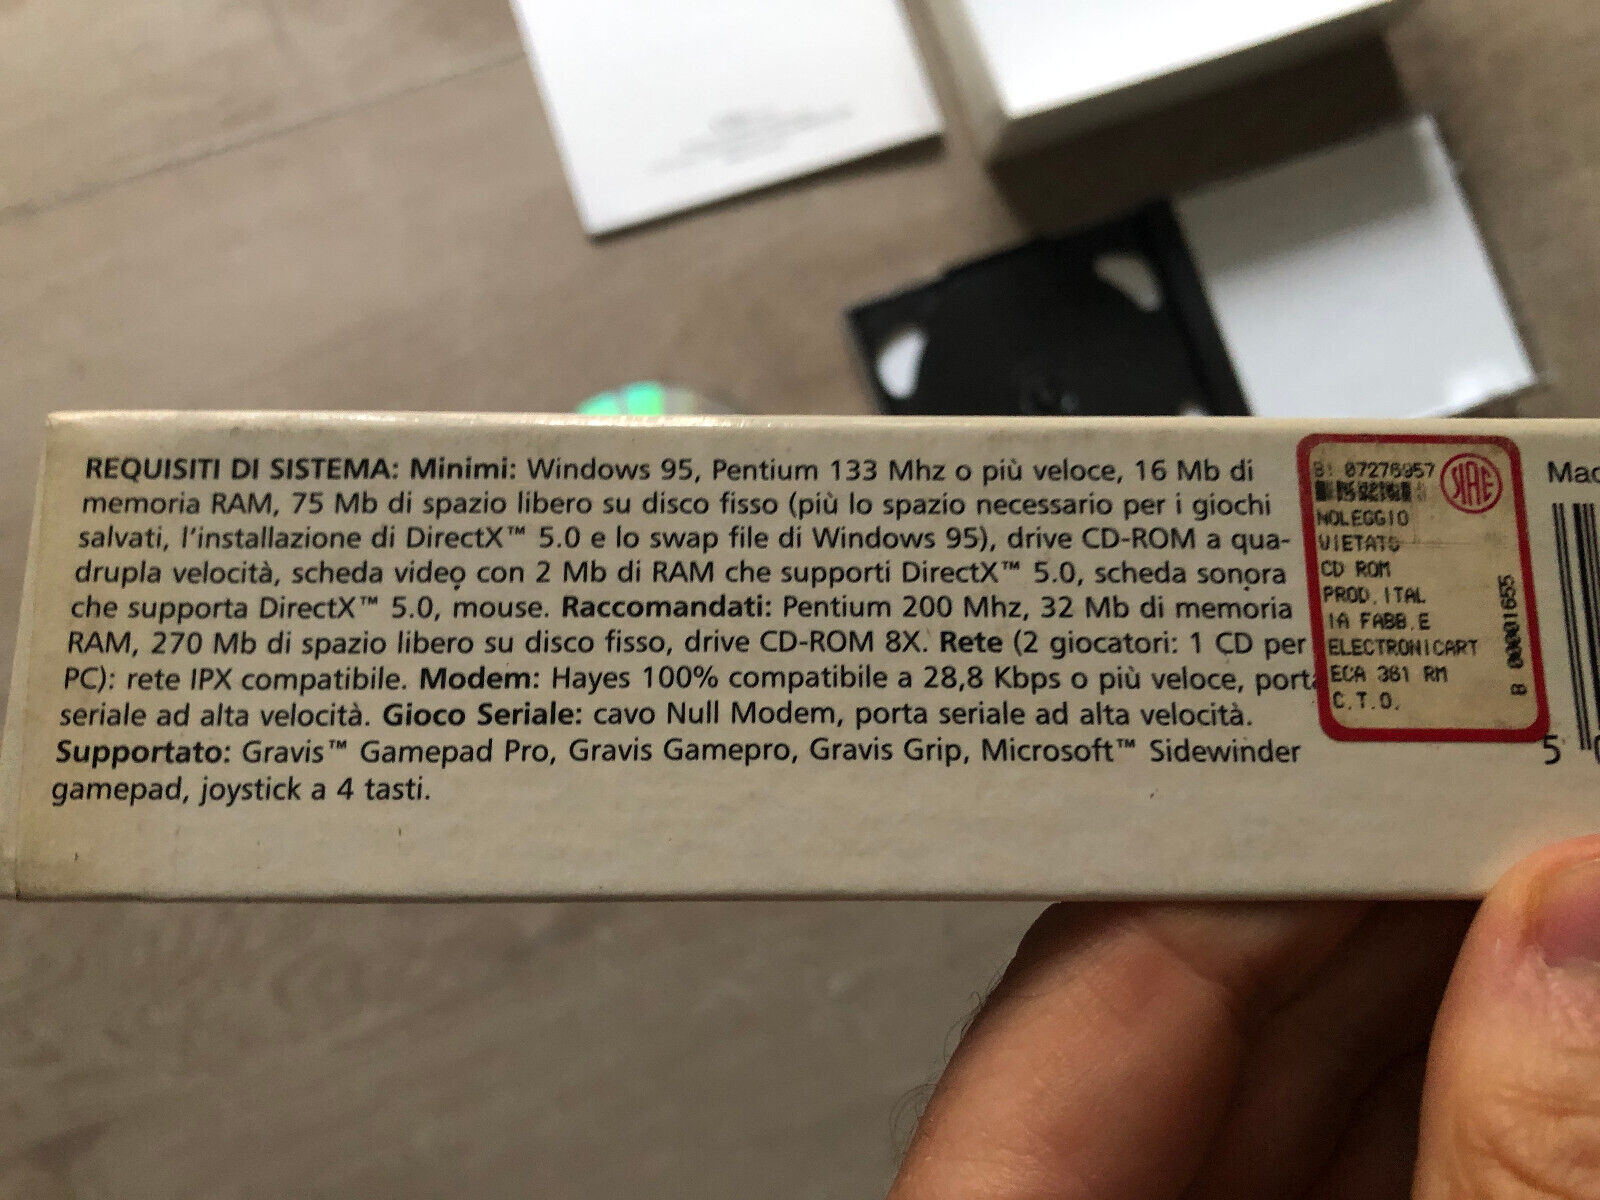 REQUISITI DI SISTEMA: Minimi: Windows 95, Pentium 133 Mhz o più veloce, 16 Mb di
memoria RAM, 75 Mb di spazio libero su disco fisso (più lo spazio necessario per i giochi
salvati, l'installazione di DirectX™ 5.0 e lo swap file di Windows 95), drive CD-ROM a qua-
drupla velocità, scheda video con 2 Mb di RAM che supporti DirectX™ 5.0, scheda sonora
che supporta DirectX™ 5.0, mouse. Raccomandati: Pentium 200 Mhz, 32 Mb di memoria
RAM, 270 Mb di spazio libero su disco fisso, drive CD-ROM 8X. Rete (2 giocatori: 1 CD per
PC): rete IPX compatibile. Modem: Hayes 100% compatibile a 28,8 Kbps o più veloce, porta
seriale ad alta velocità. Gioco Seriale: cavo Null Modem, porta seriale ad alta velocità.
Supportato: Gravis™ Gamepad Pro, Gravis Gamepro, Gravis Grip, Microsoft™ Sidewinder
gamepad, joystick a 4 tasti.
SIAE
NOLEGGIO
VIETATO
CD ROM
PROD. ITAL
IA FABB.E
ELECTRONICART
ECA 361 RM
C.T.O.
B 00001655
Mad
5